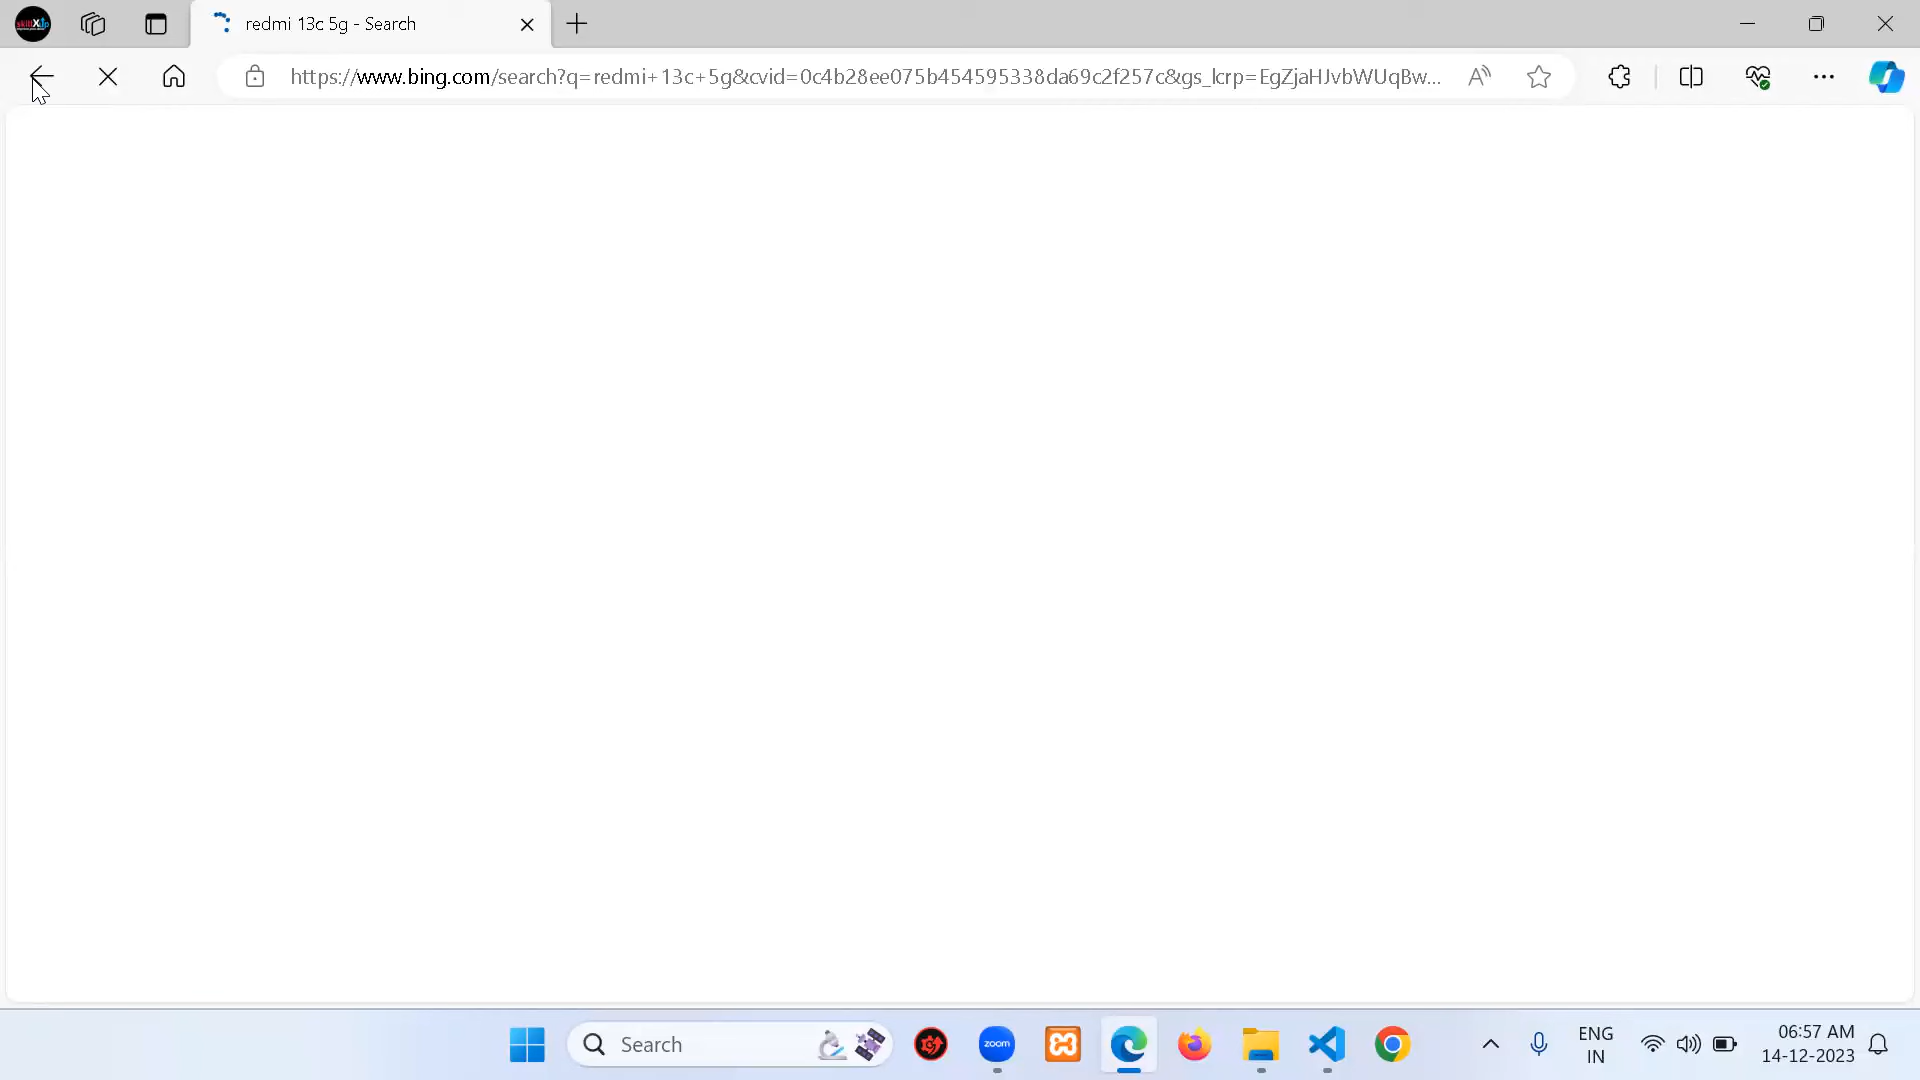 redmi 13c 5g - Search
https://www.bing.com/search?q=redmi+13c+5g&cvid=0c4b28ee075b454595338da69c2f257c&gs_lcrp=EgZjaHJvbWUqBw...
Search
zoom
ENG
IN
06:57 AM
14-12-2023